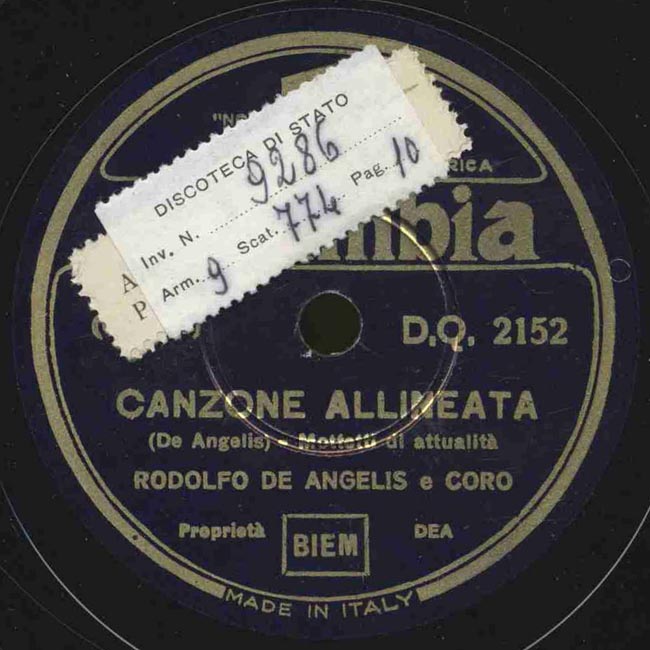 DISCOTECA DI STATO
Inv. N. 9286
Scat. 774 Pag. 10
Arm. 9
A
P
RICA
mbia
D.Q. 2152
CANZONE ALLINEATA
(De Angelis) - Mottetti di attualità
RODOLFO DE ANGELIS e CORO
Proprietà BIEM DEA
MADE IN ITALY